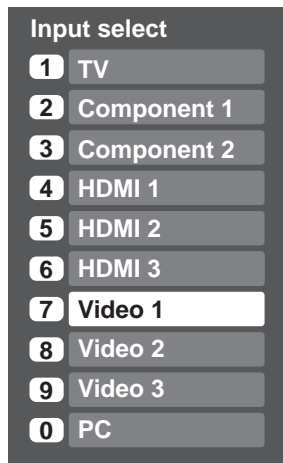 Input select
1 TV
2 Component 1
3 Component 2
4 HDMI 1
5 HDMI 2
6 HDMI 3
7 Video 1
8 Video 2
9 Video 3
0 PC